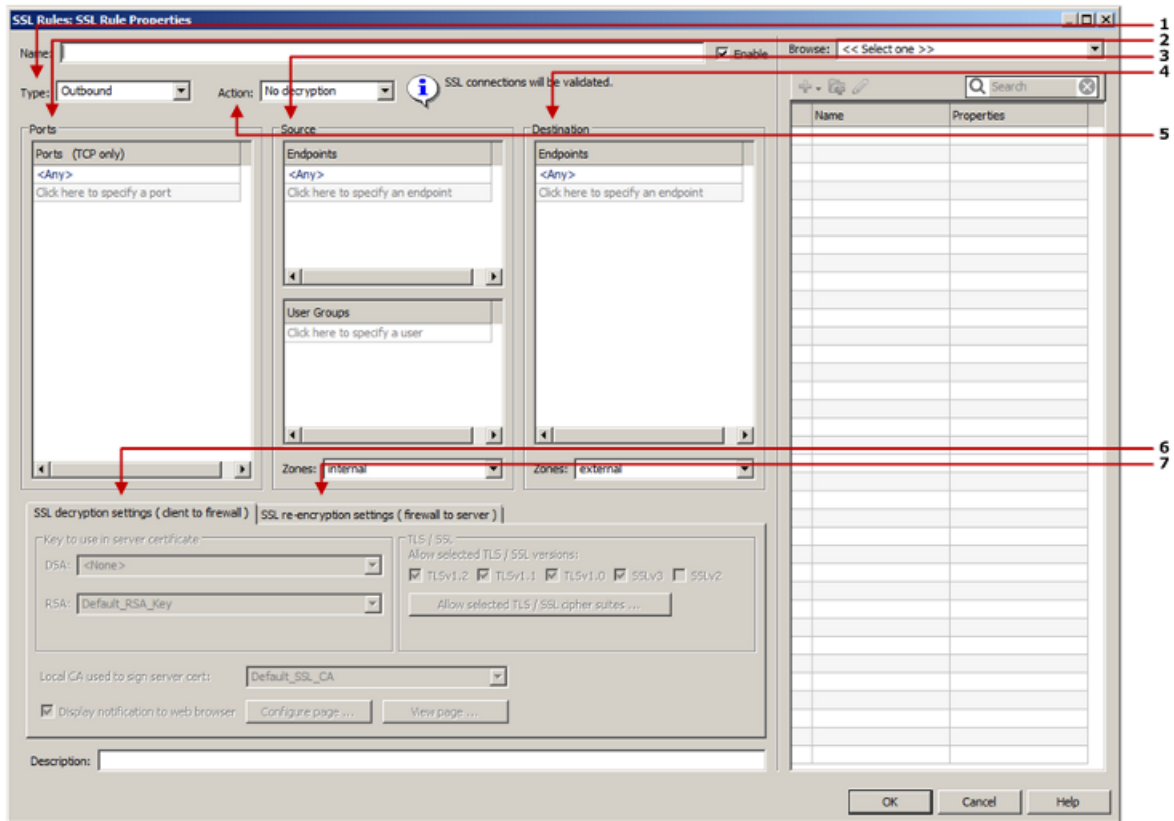 SSL Rules: SSL Rule Properties
1
2
3
4
Name:
Enable
Browse: << Select one >>
Type: Outbound
Action: No decryption
SSL connections will be validated.
Search
Name Properties
5
Ports
Ports (TCP only)
<Any>
Click here to specify a port
Source
Endpoints
<Any>
Click here to specify an endpoint
User Groups
Click here to specify a user
Zones: internal
Destination
Endpoints
<Any>
Click here to specify an endpoint
Zones: external
6
7
SSL decryption settings ( client to firewall )
SSL re-encryption settings ( firewall to server )
Key to use in server certificate
DSA: <None>
RSA: Default_RSA_Key
TLS / SSL
Allow selected TLS / SSL versions:
TLSv1.2 TLSv1.1 TLSv1.0 SSLv3 SSLv2
Allow selected TLS / SSL cipher suites ...
Local CA used to sign server cert: Default_SSL_CA
Display notification to web browser Configure page ... View page ...
Description:
OK Cancel Help